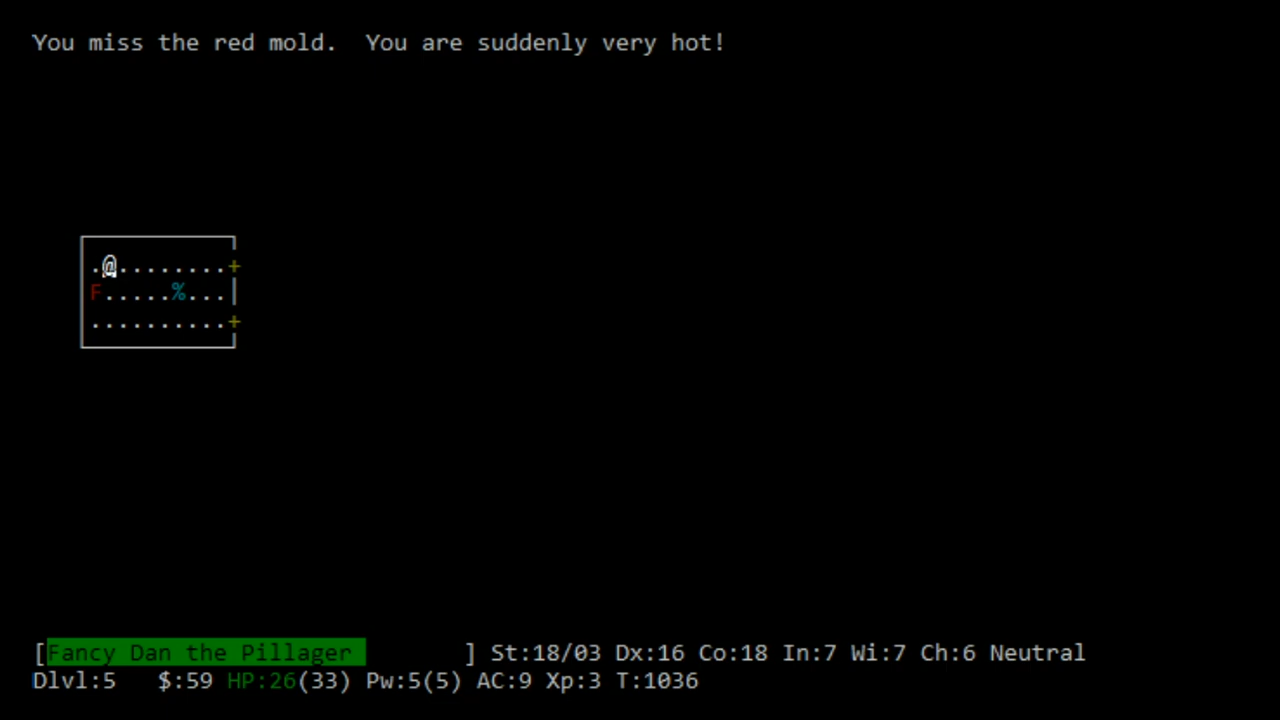 You miss the red mold.  You are suddenly very hot!
.@........+
F.....%...|
..........+
[Fancy Dan the Pillager        ] St:18/03 Dx:16 Co:18 In:7 Wi:7 Ch:6 Neutral
Dlvl:5   $:59 HP:26(33) Pw:5(5) AC:9 Xp:3 T:1036